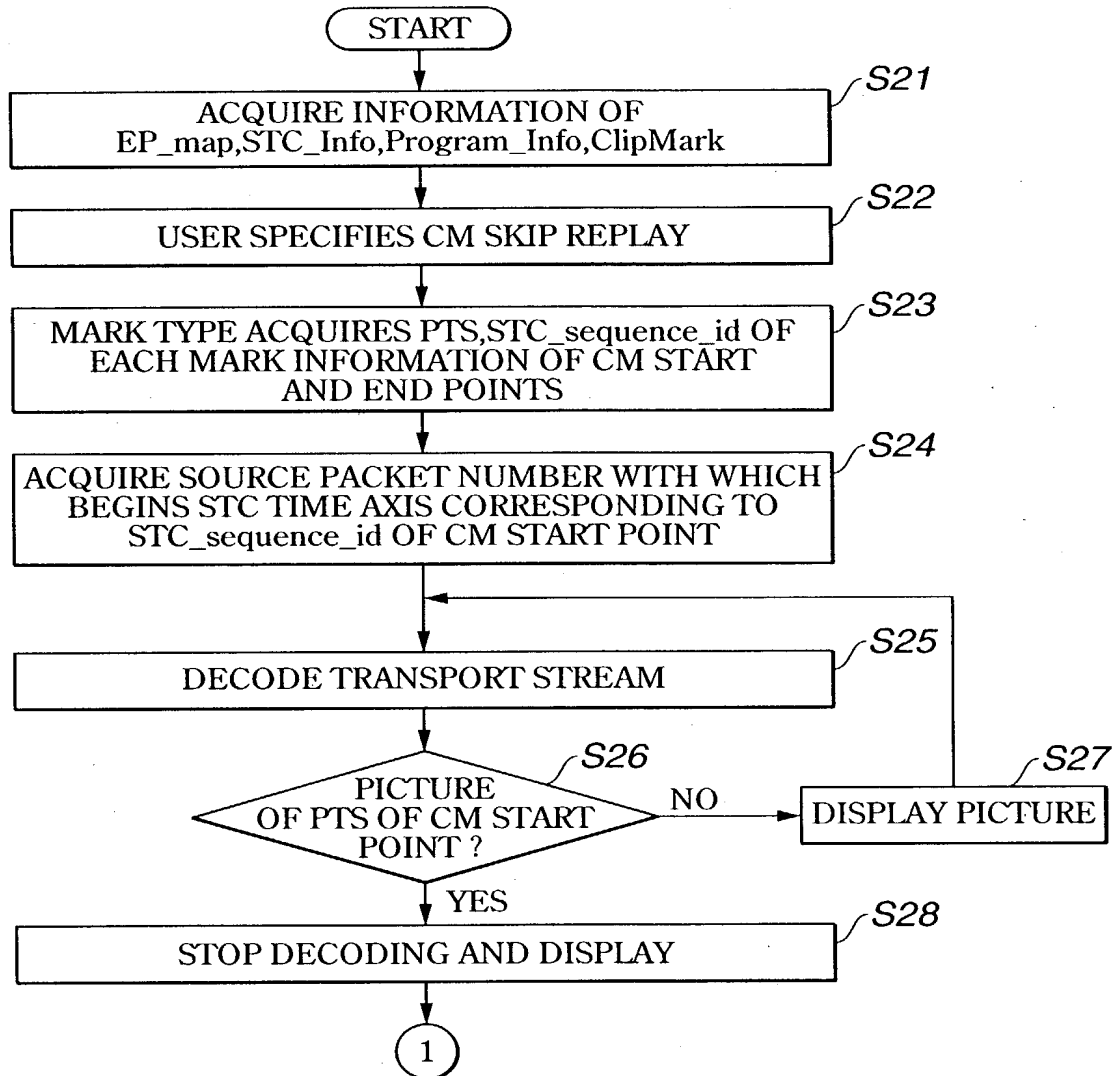 START
S21
ACQUIRE INFORMATION OF
EP_map,STC_Info,Program_Info,ClipMark
S22
USER SPECIFIES CM SKIP REPLAY
S23
MARK TYPE ACQUIRES PTS,STC_sequence_id OF
EACH MARK INFORMATION OF CM START
AND END POINTS
S24
ACQUIRE SOURCE PACKET NUMBER WITH WHICH
BEGINS STC TIME AXIS CORRESPONDING TO
STC_sequence_id OF CM START POINT
S25
DECODE TRANSPORT STREAM
S26
PICTURE
OF PTS OF CM START
POINT ?
NO
S27
DISPLAY PICTURE
YES
S28
STOP DECODING AND DISPLAY
1